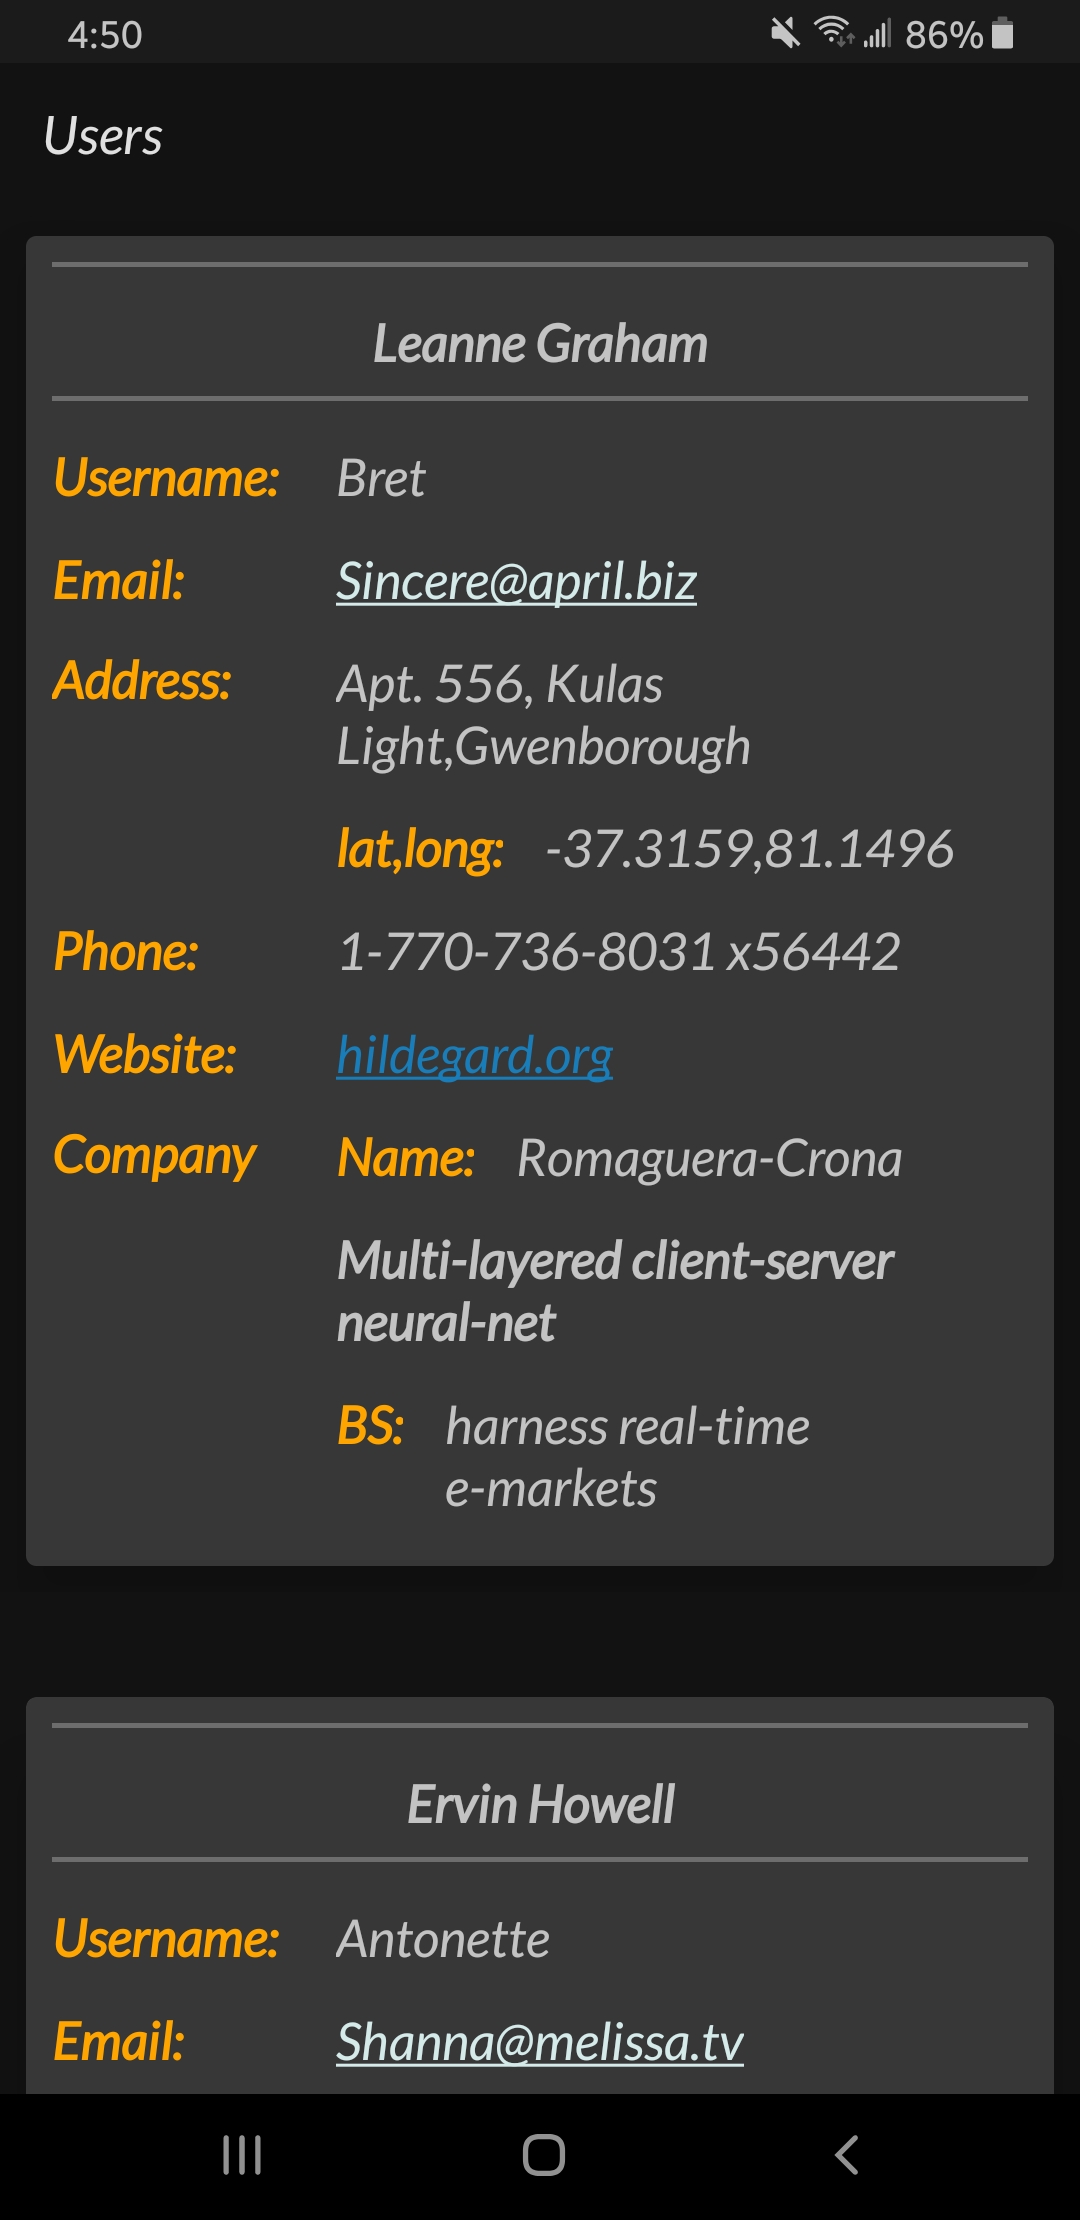 4:50
86%
Users
Leanne Graham
Username: Bret
Email: Sincere@april.biz
Address: Apt. 556, Kulas
Light,Gwenborough
lat,long: -37.3159,81.1496
Phone: 1-770-736-8031 x56442
Website: hildegard.org
Company Name: Romaguera-Crona
Multi-layered client-server
neural-net
BS: harness real-time
e-markets
Ervin Howell
Username: Antonette
Email: Shanna@melissa.tv